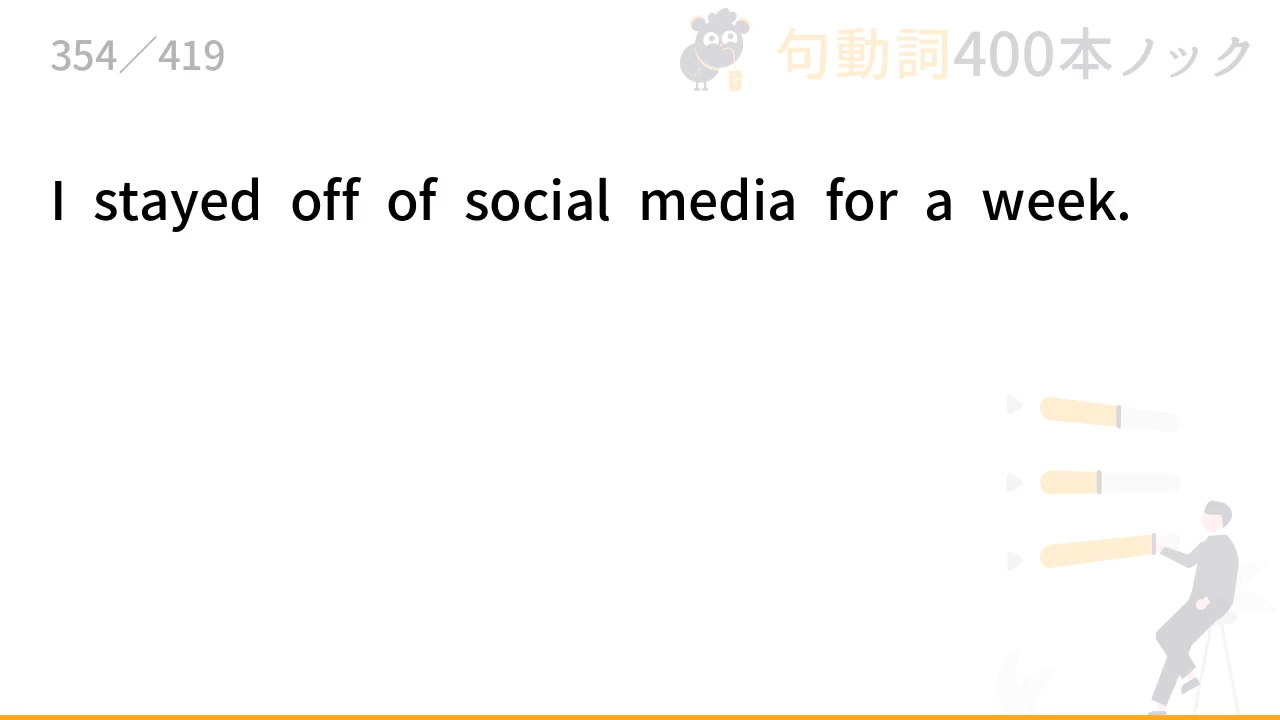 354／419
句動詞400本ノック
I stayed off of social media for a week.